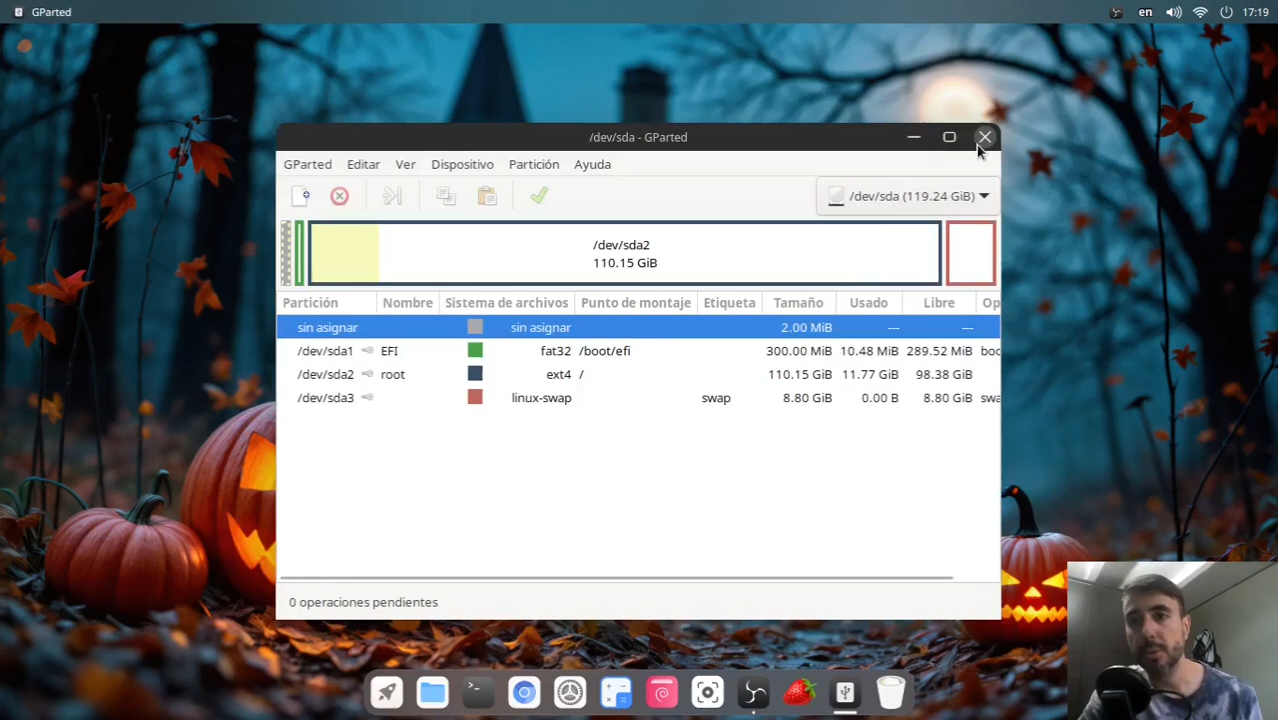 GParted
en
17:19
/dev/sda - GParted
GParted Editar Ver Dispositivo Partición Ayuda
/dev/sda (119.24 GiB)
/dev/sda2
110.15 GiB
Partición Nombre Sistema de archivos Punto de montaje Etiqueta Tamaño Usado Libre Op
sin asignar sin asignar 2.00 MiB --- ---
/dev/sda1 EFI fat32 /boot/efi 300.00 MiB 10.48 MiB 289.52 MiB boo
/dev/sda2 root ext4 / 110.15 GiB 11.77 GiB 98.38 GiB
/dev/sda3 linux-swap swap 8.80 GiB 0.00 B 8.80 GiB swa
0 operaciones pendientes